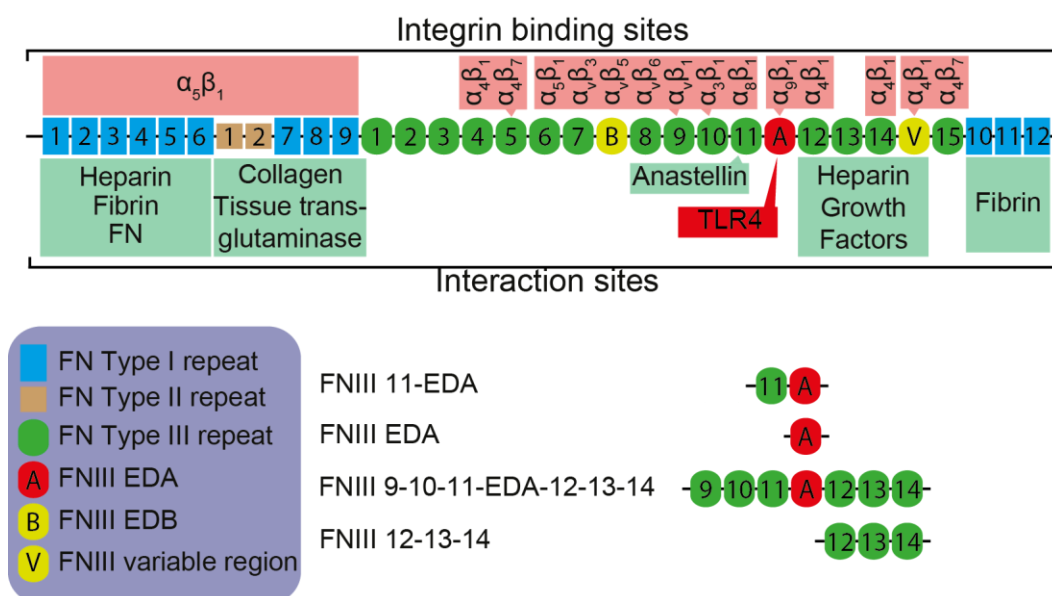 Integrin binding sites
α5β1
α4β1 α4β7 α5β1 αvβ3 αvβ5 αvβ6 αvβ1 α3β1 α8β1 α9β1 α4β1 α4β1 α4β1 α4β7
1 2 3 4 5 6 1 2 7 8 9 1 2 3 4 5 6 7 B 8 9 10 11 A 12 13 14 V 15 10 11 12
Heparin
Fibrin
FN
Collagen
Tissue trans-
glutaminase
Anastellin
TLR4
Heparin
Growth
Factors
Fibrin
Interaction sites
FN Type I repeat
FN Type II repeat
FN Type III repeat
A FNIII EDA
B FNIII EDB
V FNIII variable region
FNIII 11-EDA 11 A
FNIII EDA A
FNIII 9-10-11-EDA-12-13-14 9 10 11 A 12 13 14
FNIII 12-13-14 12 13 14